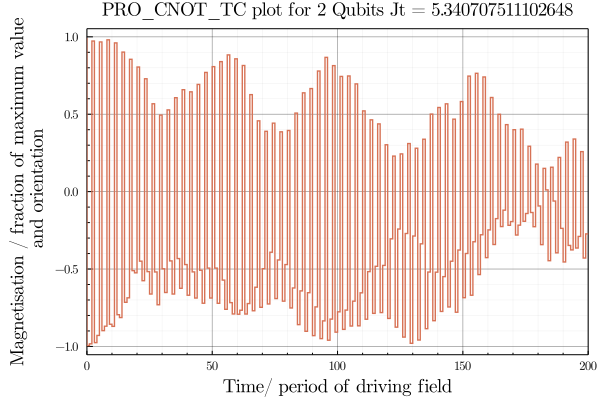 PRO_CNOT_TC plot for 2 Qubits Jt = 5.340707511102648
Magnetisation / fraction of maximum value
and orientation
1.0
0.5
0.0
−0.5
−1.0
0 50 100 150 200
Time/ period of driving field